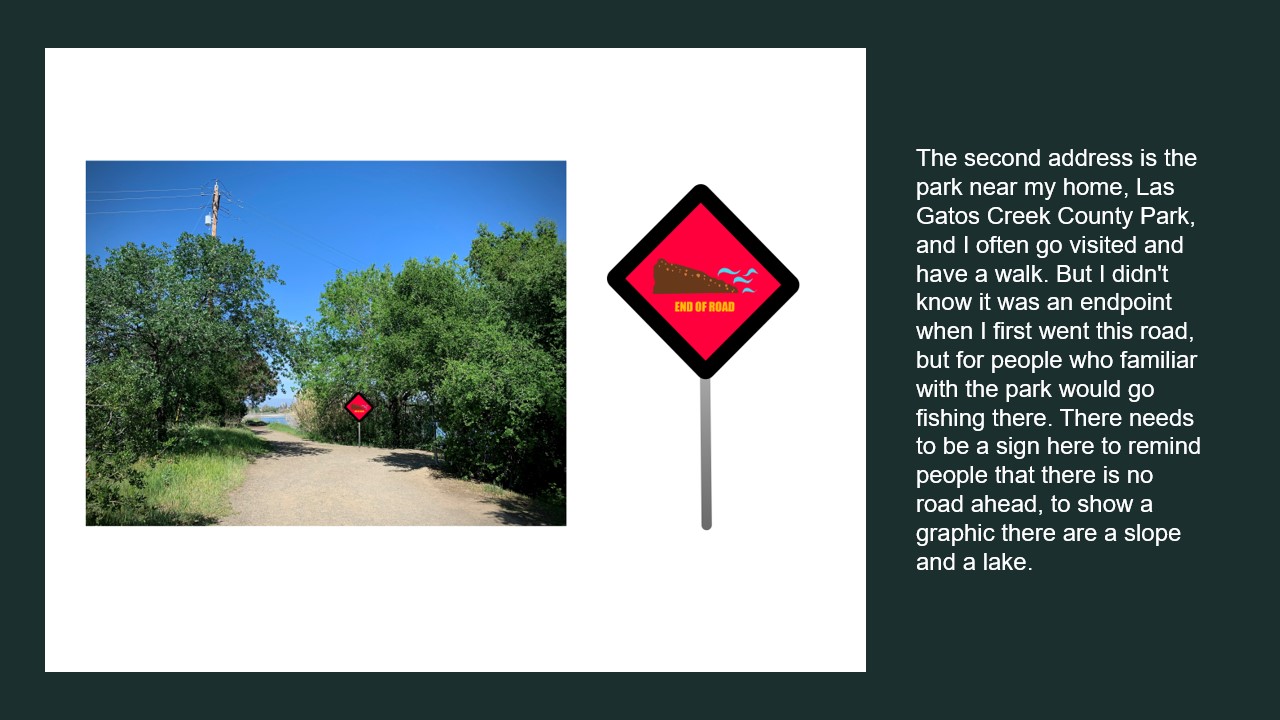 END OF ROAD
The second address is the
park near my home, Las
Gatos Creek County Park,
and I often go visited and
have a walk. But I didn't
know it was an endpoint
when I first went this road,
but for people who familiar
with the park would go
fishing there. There needs
to be a sign here to remind
people that there is no
road ahead, to show a
graphic there are a slope
and a lake.